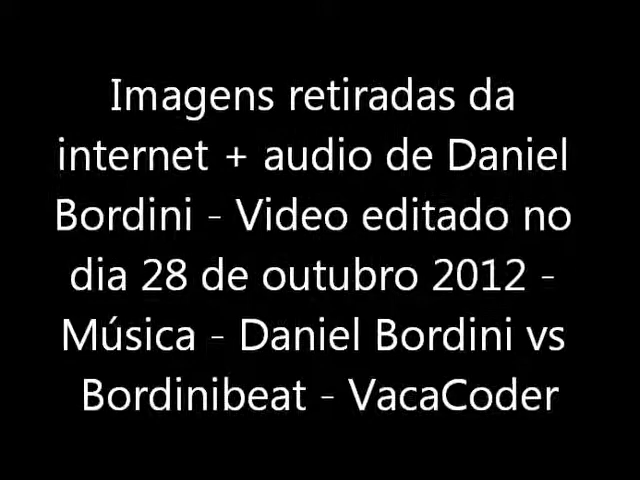 Imagens retiradas da
internet + audio de Daniel
Bordini - Video editado no
dia 28 de outubro 2012 -
Música - Daniel Bordini vs
Bordinibeat - VacaCoder